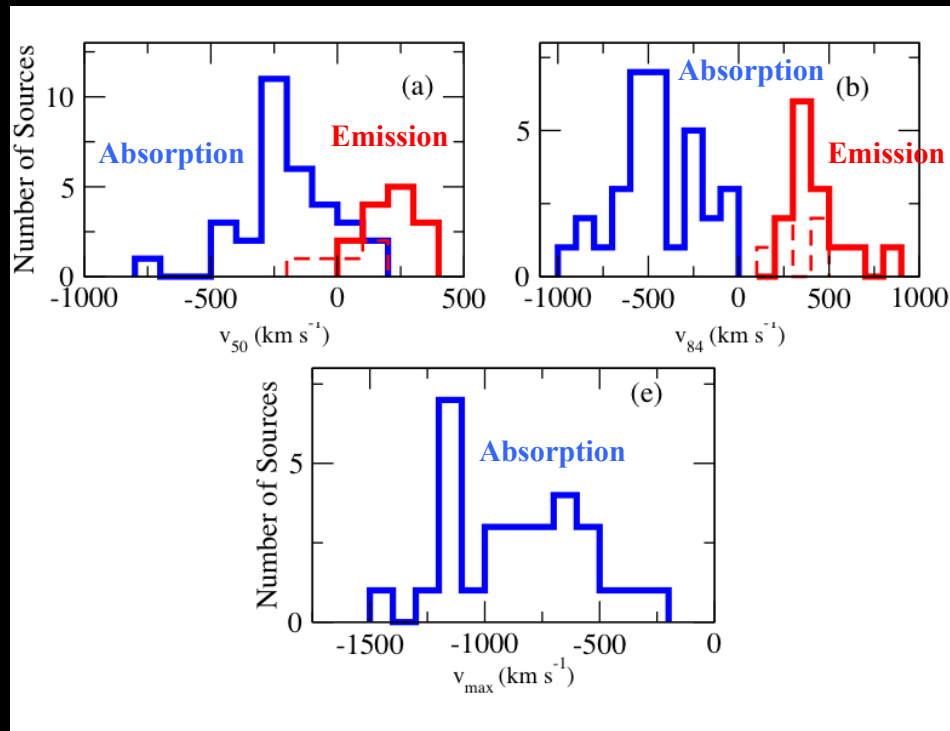 (a)
Absorption
Emission
Number of Sources
10
5
0
-1000
-500
0
500
v50 (km s-1)
(b)
Absorption
Emission
5
0
-1000
-500
0
500
1000
v84 (km s-1)
(e)
Absorption
Number of Sources
5
0
-1500
-1000
-500
0
vmax (km s-1)